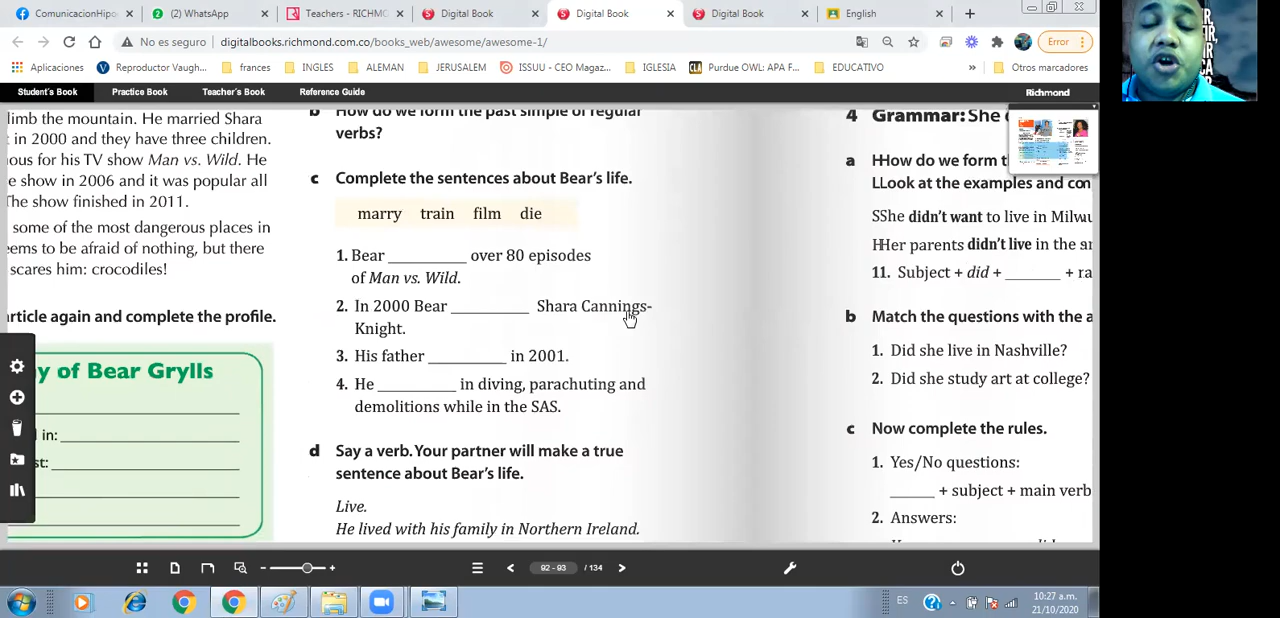 ComunicacionHipo
(2) WhatsApp
Teachers - RICHMO
Digital Book
Digital Book
Digital Book
English
No es seguro
digitalbooks.richmond.com.co/books_web/awesome/awesome-1/
Error
Aplicaciones
Reproductor Vaugh...
frances
INGLES
ALEMAN
JERUSALEM
ISSUU - CEO Magaz...
IGLESIA
Purdue OWL: APA F...
EDUCATIVO
»
Otros marcadores
Student's Book
Practice Book
Teacher's Book
Reference Guide
Richmond
limb the mountain. He married Shara
in 2000 and they have three children.
ous for his TV show Man vs. Wild. He
e show in 2006 and it was popular all
The show finished in 2011.
some of the most dangerous places in
eems to be afraid of nothing, but there
scares him: crocodiles!
article again and complete the profile.
y of Bear Grylls
in:
st:
b How do we form the past simple of regular
verbs?
c Complete the sentences about Bear's life.
marry train film die
1. Bear ________ over 80 episodes
of Man vs. Wild.
2. In 2000 Bear ________ Shara Cannings-
Knight.
3. His father ________ in 2001.
4. He ________ in diving, parachuting and
demolitions while in the SAS.
d Say a verb. Your partner will make a true
sentence about Bear's life.
Live.
He lived with his family in Northern Ireland.
4 Grammar: She
a HHow do we form t
LLook at the examples and con
SShe didn't want to live in Milwu
HHer parents didn't live in the ar
11. Subject + did + ______ + ra
b Match the questions with the a
1. Did she live in Nashville?
2. Did she study art at college?
c Now complete the rules.
1. Yes/No questions:
_____ + subject + main verb
2. Answers:
92 - 93 / 134
ES
10:27 a.m.
21/10/2020